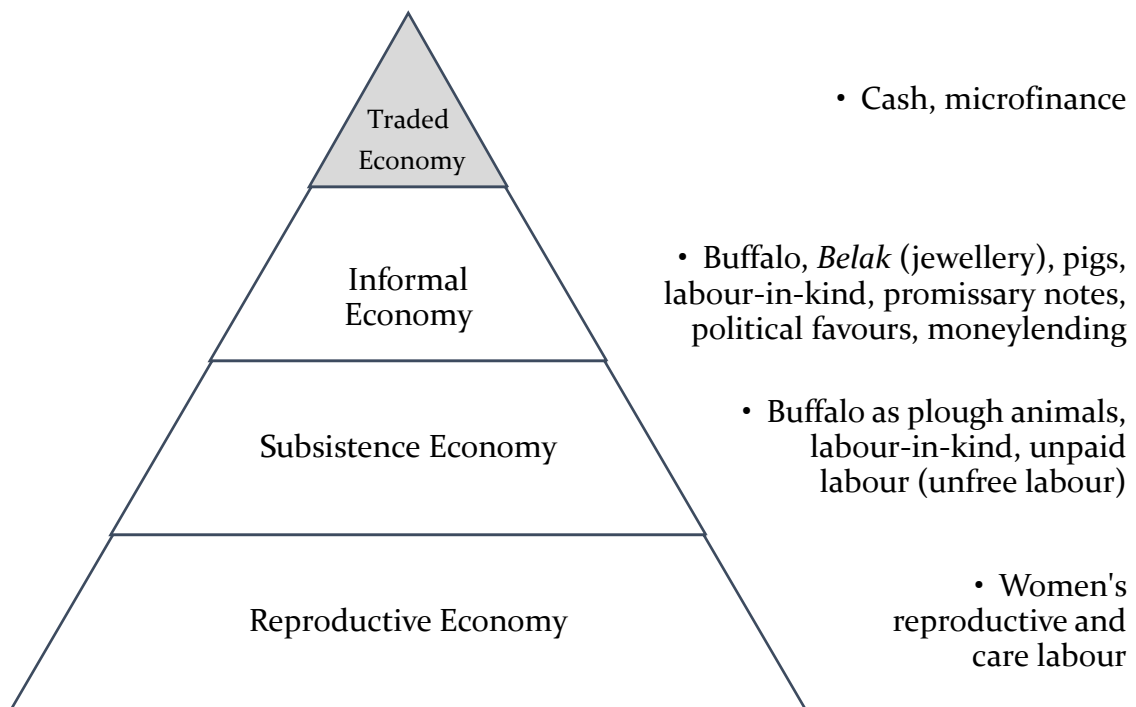 Traded
Economy
• Cash, microfinance
Informal
Economy
• Buffalo, Belak (jewellery), pigs,
labour-in-kind, promissary notes,
political favours, moneylending
Subsistence Economy
• Buffalo as plough animals,
labour-in-kind, unpaid
labour (unfree labour)
Reproductive Economy
• Women's
reproductive and
care labour